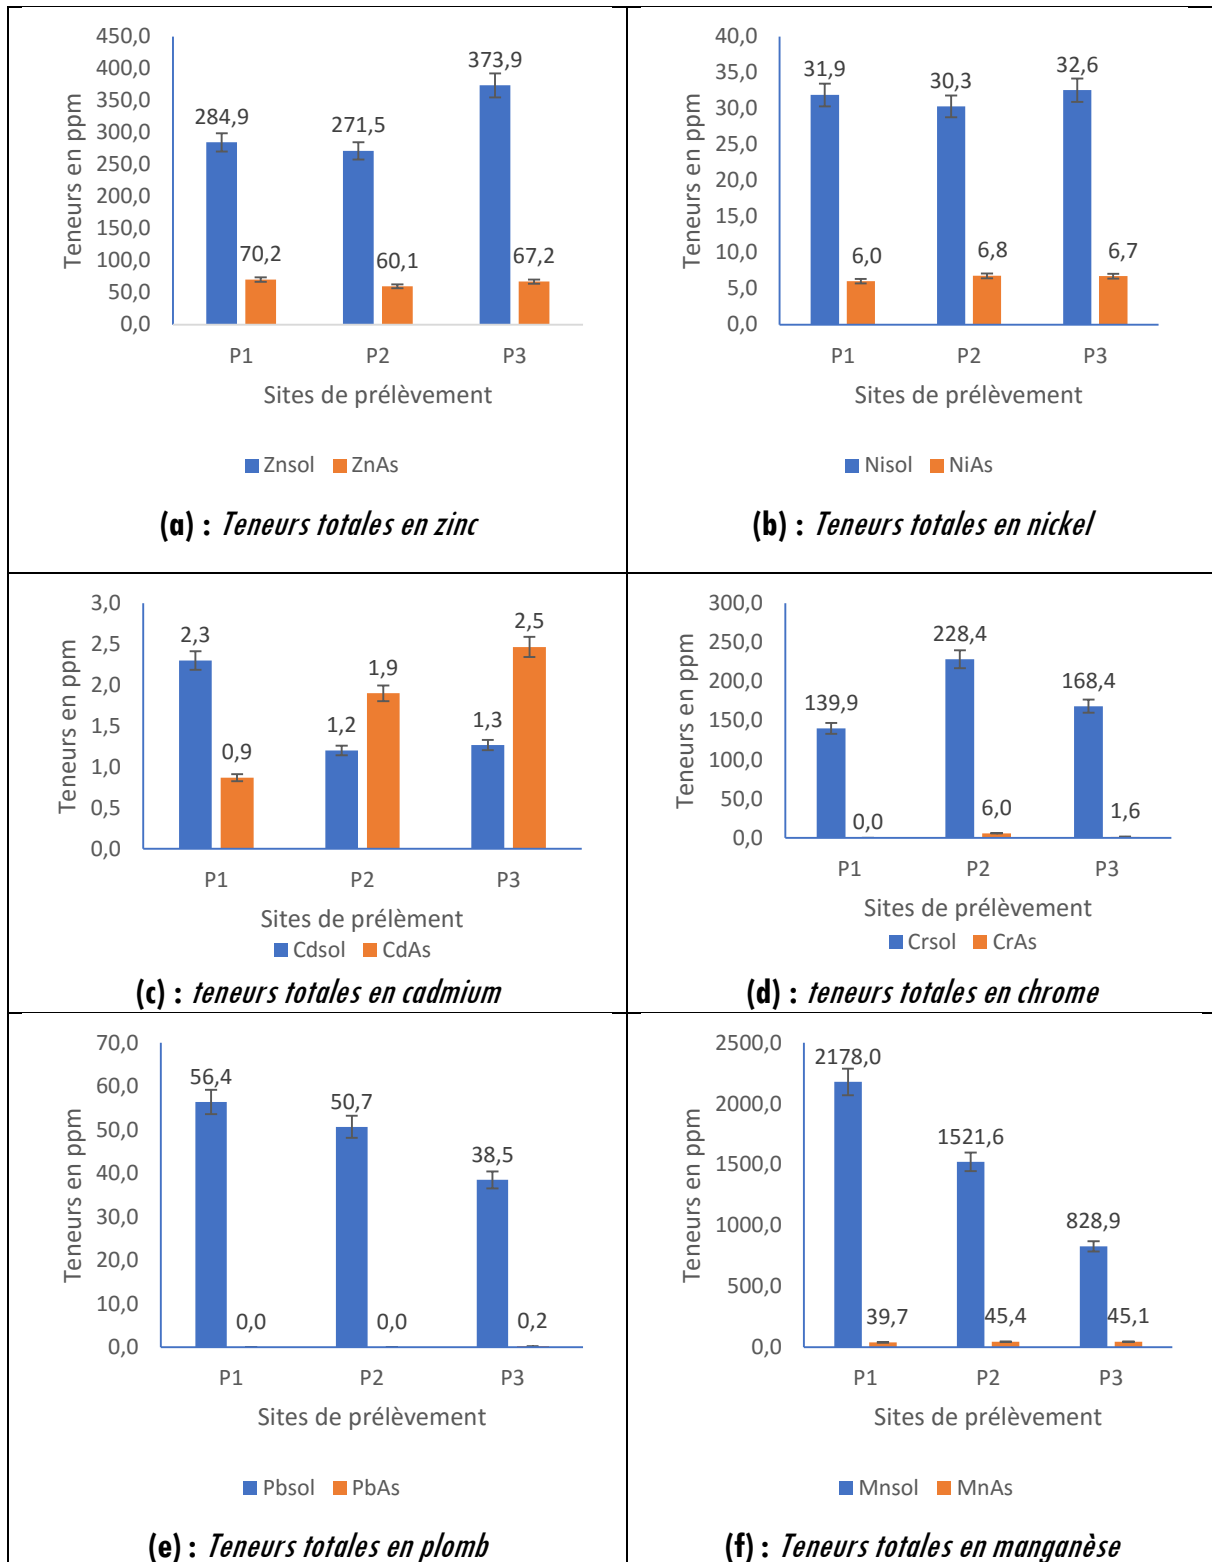 450,0
400,0
350,0
300,0
250,0
200,0
150,0
100,0
50,0
0,0
Teneurs en ppm
284,9
70,2
271,5
60,1
373,9
67,2
P1 P2 P3
Sites de prélèvement
Znsol ZnAs
(a) : Teneurs totales en zinc
40,0
35,0
30,0
25,0
20,0
15,0
10,0
5,0
0,0
Teneurs en ppm
31,9
6,0
30,3
6,8
32,6
6,7
P1 P2 P3
Sites de prélèvement
Nisol NiAs
(b) : Teneurs totales en nickel
3,0
2,5
2,0
1,5
1,0
0,5
0,0
Teneurs en ppm
2,3
0,9
1,2
1,9
1,3
2,5
P1 P2 P3
Sites de prélèment
Cdsol CdAs
(c) : teneurs totales en cadmium
300,0
250,0
200,0
150,0
100,0
50,0
0,0
Teneurs en ppm
139,9
0,0
228,4
6,0
168,4
1,6
P1 P2 P3
Sites de prélèvement
Crsol CrAs
(d) : teneurs totales en chrome
70,0
60,0
50,0
40,0
30,0
20,0
10,0
0,0
Teneurs en ppm
56,4
0,0
50,7
0,0
38,5
0,2
P1 P2 P3
Sites de prélèvement
Pbsol PbAs
(e) : Teneurs totales en plomb
2500,0
2000,0
1500,0
1000,0
500,0
0,0
Teneurs en ppm
2178,0
39,7
1521,6
45,4
828,9
45,1
P1 P2 P3
Sites de prélèvement
Mnsol MnAs
(f) : Teneurs totales en manganèse